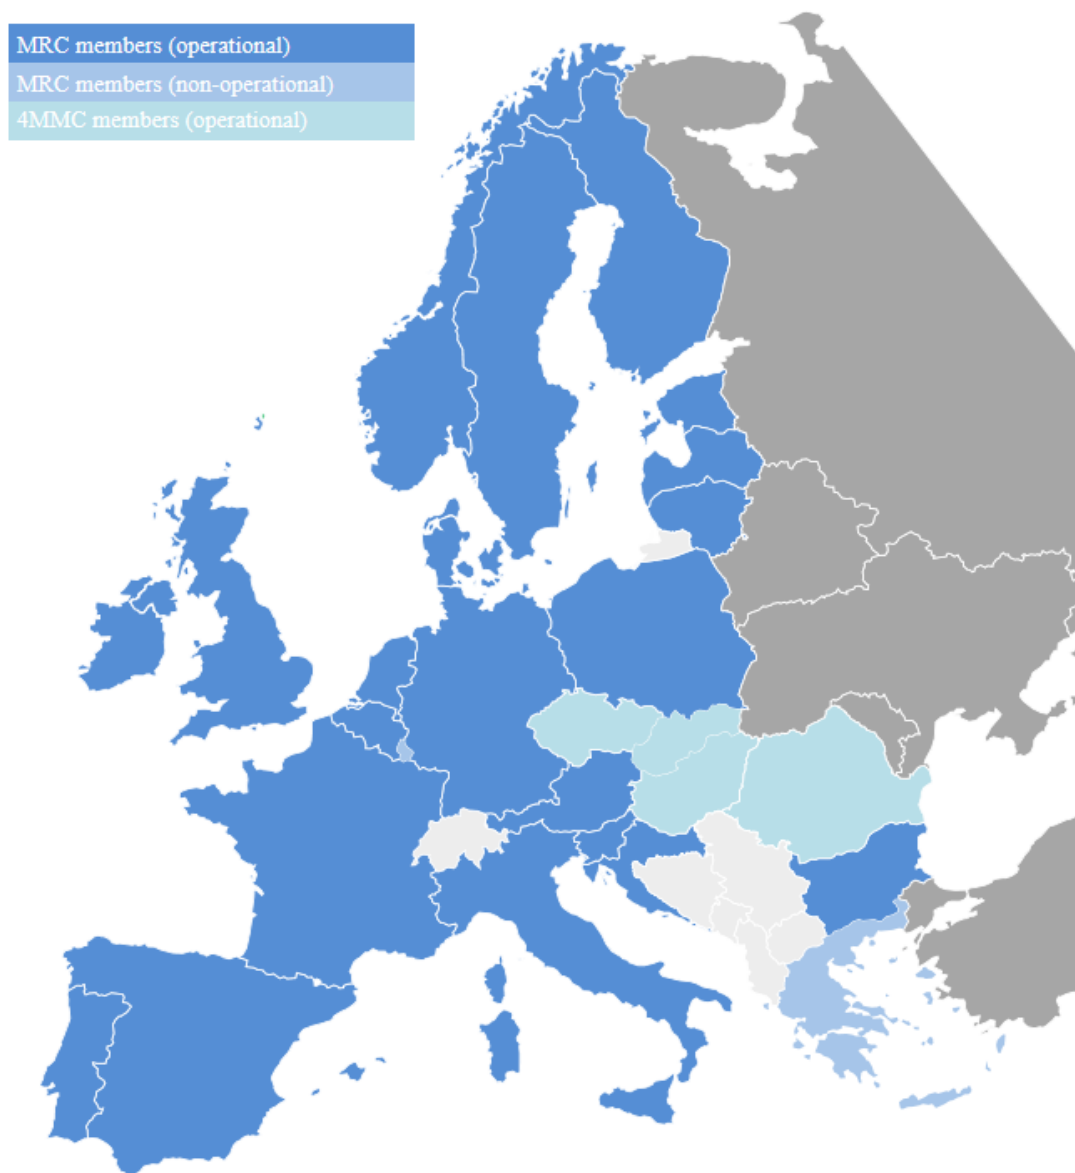 MRC members (operational)
MRC members (non-operational)
4MMC members (operational)